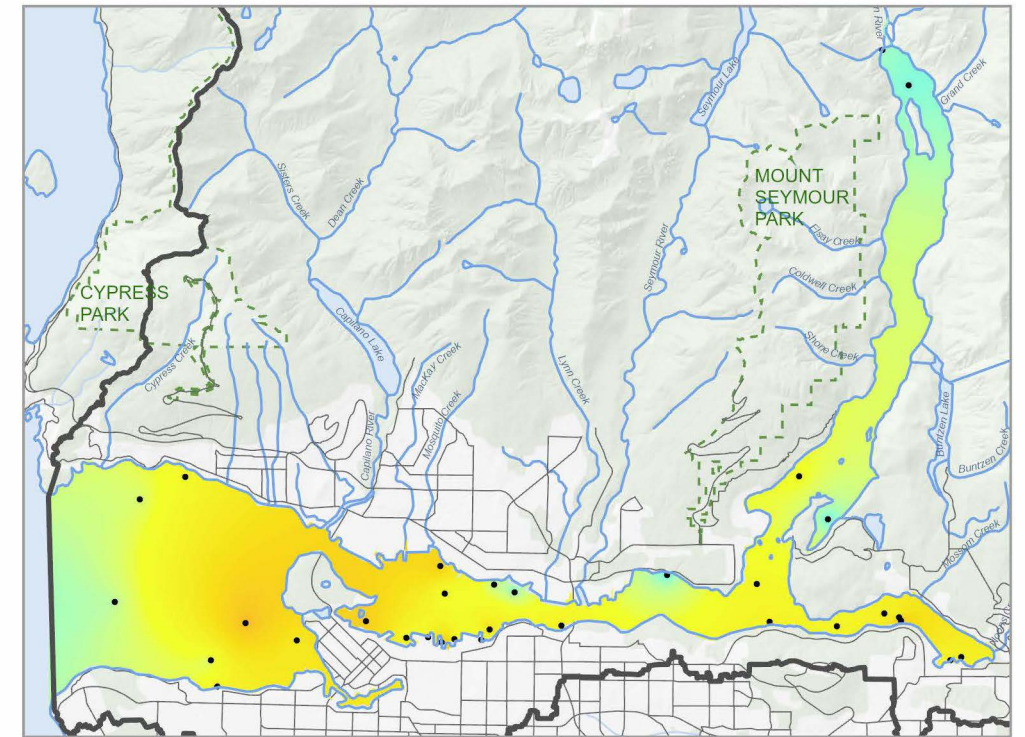 River
Grand Creek
Seymour Lake
MOUNT
SEYMOUR
PARK
Sisters Creek
Dean Creek
Elsay Creek
Seymour River
Coldwell Creek
CYPRESS
PARK
Capilano Lake
Shone Creek
Cypress Creek
MacKay Creek
Lynn Creek
Mosquito Creek
Buntzen Lake
Capilano River
Buntzen Creek
Mossom Creek